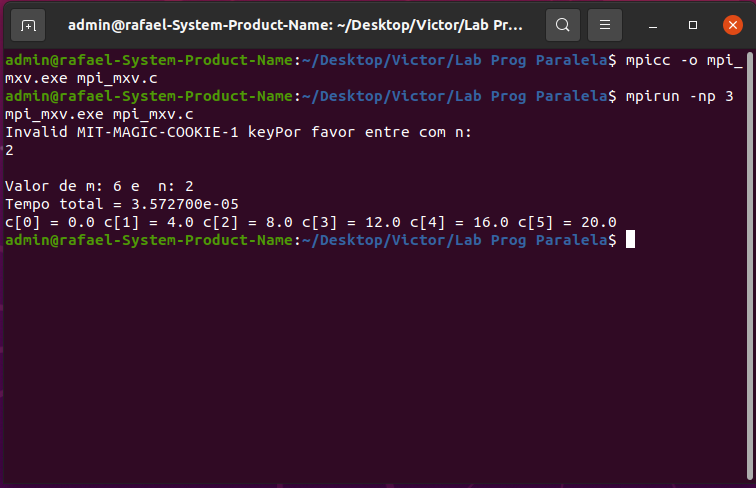 admin@rafael-System-Product-Name: ~/Desktop/Victor/Lab Pr...
admin@rafael-System-Product-Name:~/Desktop/Victor/Lab Prog Paralela$ mpicc -o mpi_
mxv.exe mpi_mxv.c
admin@rafael-System-Product-Name:~/Desktop/Victor/Lab Prog Paralela$ mpirun -np 3
mpi_mxv.exe mpi_mxv.c
Invalid MIT-MAGIC-COOKIE-1 keyPor favor entre com n:
2
Valor de m: 6 e  n: 2
Tempo total = 3.572700e-05
c[0] = 0.0 c[1] = 4.0 c[2] = 8.0 c[3] = 12.0 c[4] = 16.0 c[5] = 20.0
admin@rafael-System-Product-Name:~/Desktop/Victor/Lab Prog Paralela$